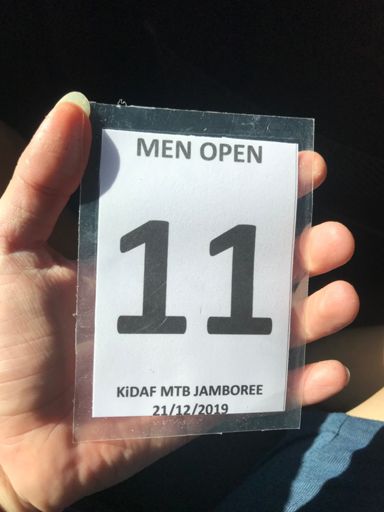 MEN OPEN
11
KiDAF MTB JAMBOREE
21/12/2019